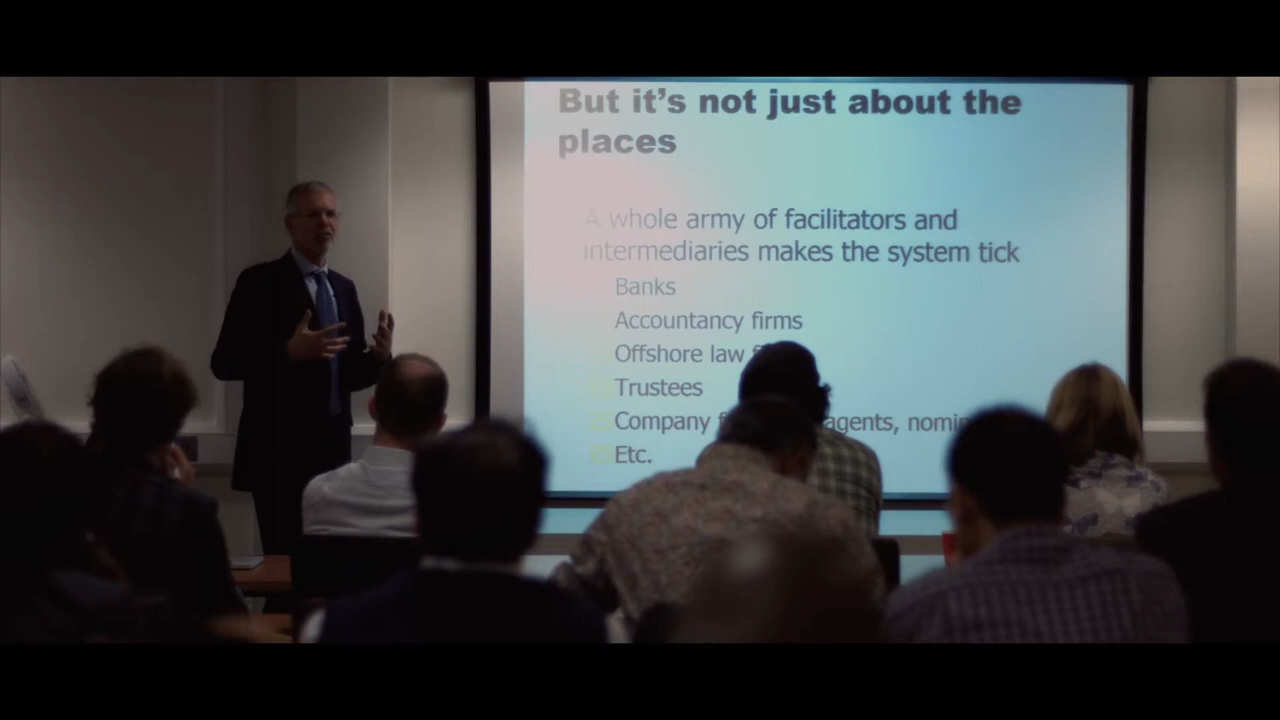 But it's not just about the
places
A whole army of facilitators and
intermediaries makes the system tick
Banks
Accountancy firms
Offshore law
Trustees
Company agents,
Etc.